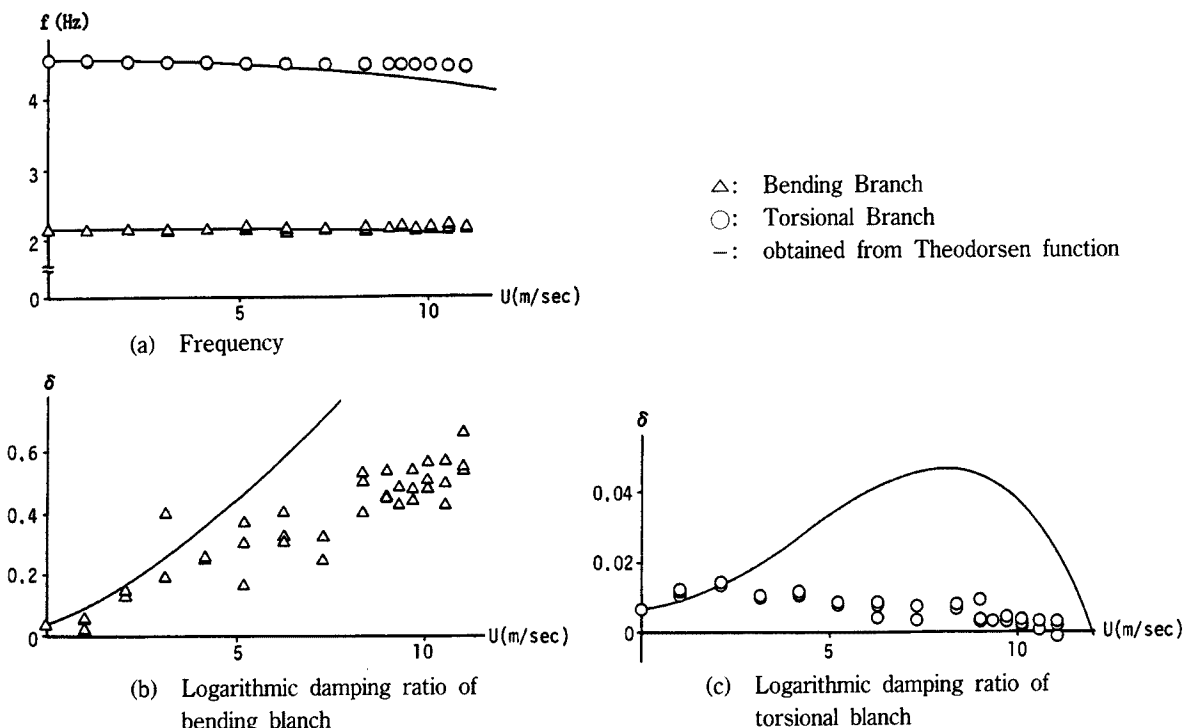 f (Hz)
4
3
2
0
5
10
U(m/sec)
(a) Frequency
△: Bending Branch
○: Torsional Branch
−: obtained from Theodorsen function
δ
0.6
0.4
0.2
0
5
10
U(m/sec)
(b) Logarithmic damping ratio of
bending blanch
δ
0.04
0.02
0
5
10
U(m/sec)
(c) Logarithmic damping ratio of
torsional blanch